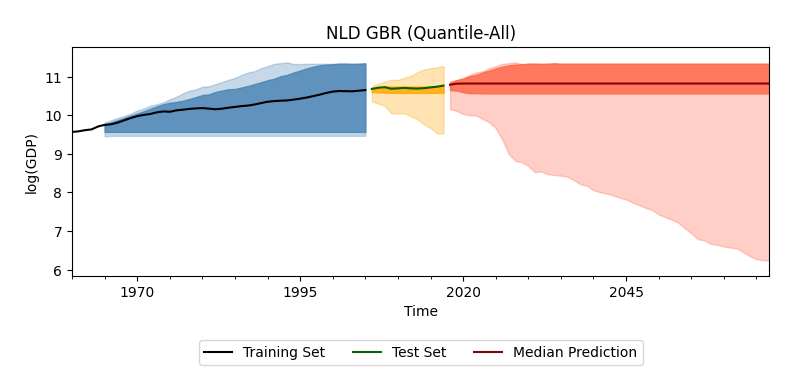 NLD GBR (Quantile-All)
log(GDP)
11
10
9
8
7
6
1970 1995 2020 2045
Time
Training Set Test Set Median Prediction